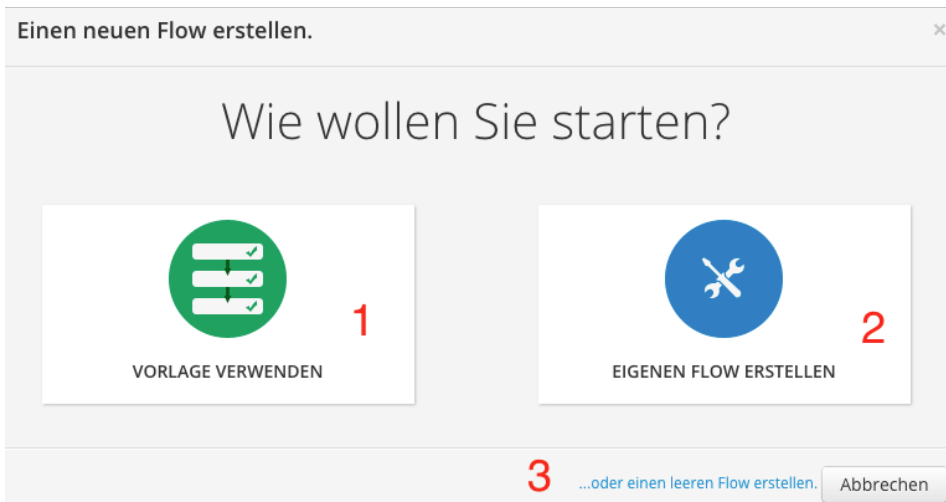 Einen neuen Flow erstellen.
×
Wie wollen Sie starten?
1
VORLAGE VERWENDEN
2
EIGENEN FLOW ERSTELLEN
3 ...oder einen leeren Flow erstellen. Abbrechen